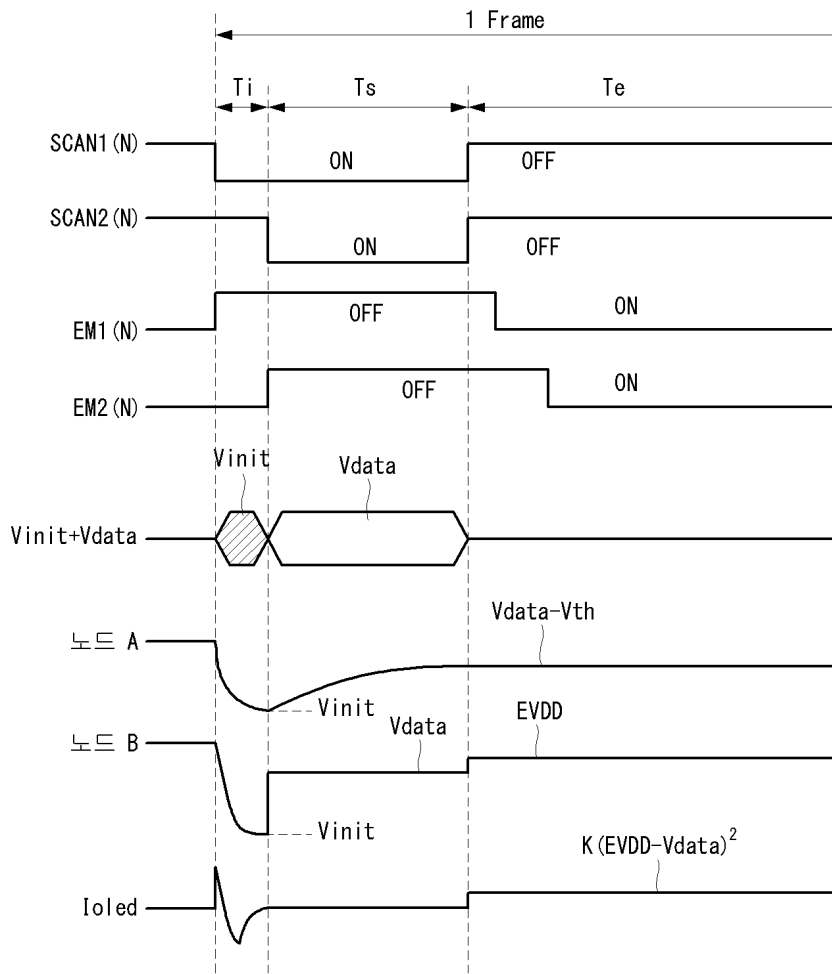 1 Frame
Ti Ts Te
SCAN1(N) ON OFF
SCAN2(N) ON OFF
EM1(N) OFF ON
EM2(N) OFF ON
Vinit Vdata
Vinit+Vdata
Vdata-Vth
노드 A
Vinit
Vdata EVDD
노드 B
Vinit
K(EVDD-Vdata)²
Ioled